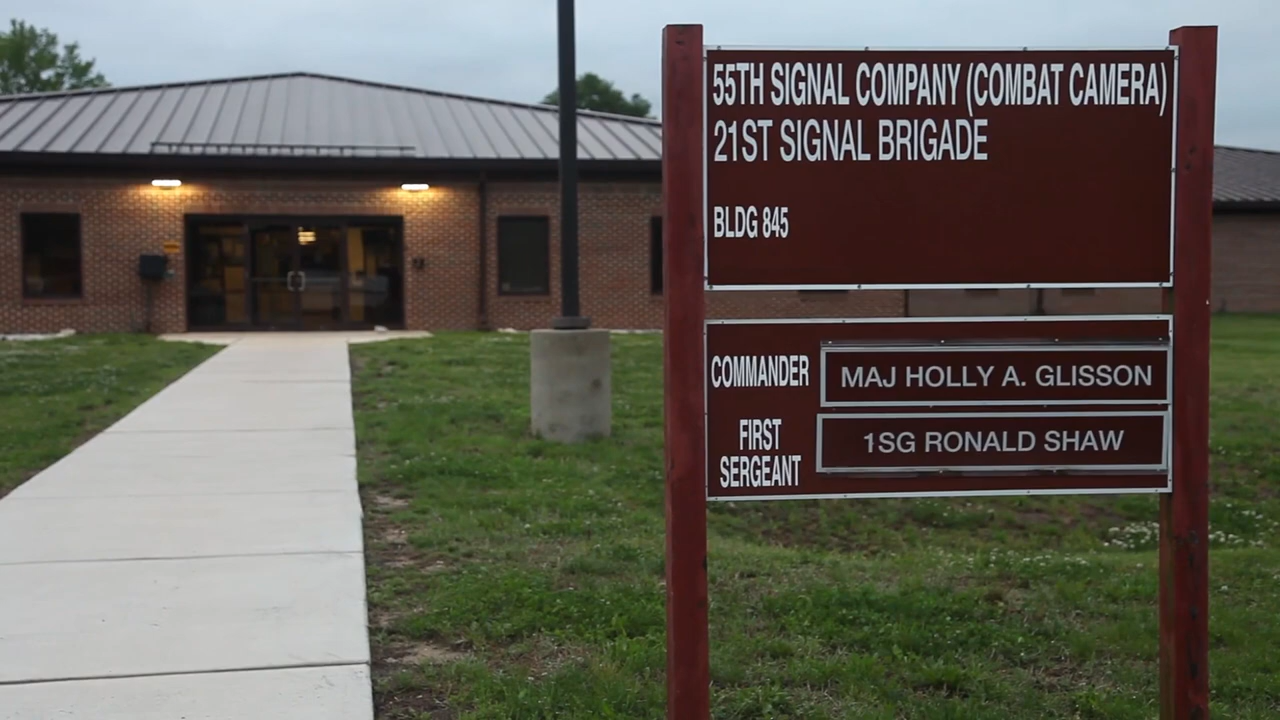 55TH SIGNAL COMPANY (COMBAT CAMERA)
21ST SIGNAL BRIGADE
BLDG 845
COMMANDER MAJ HOLLY A. GLISSON
FIRST
SERGEANT
1SG RONALD SHAW